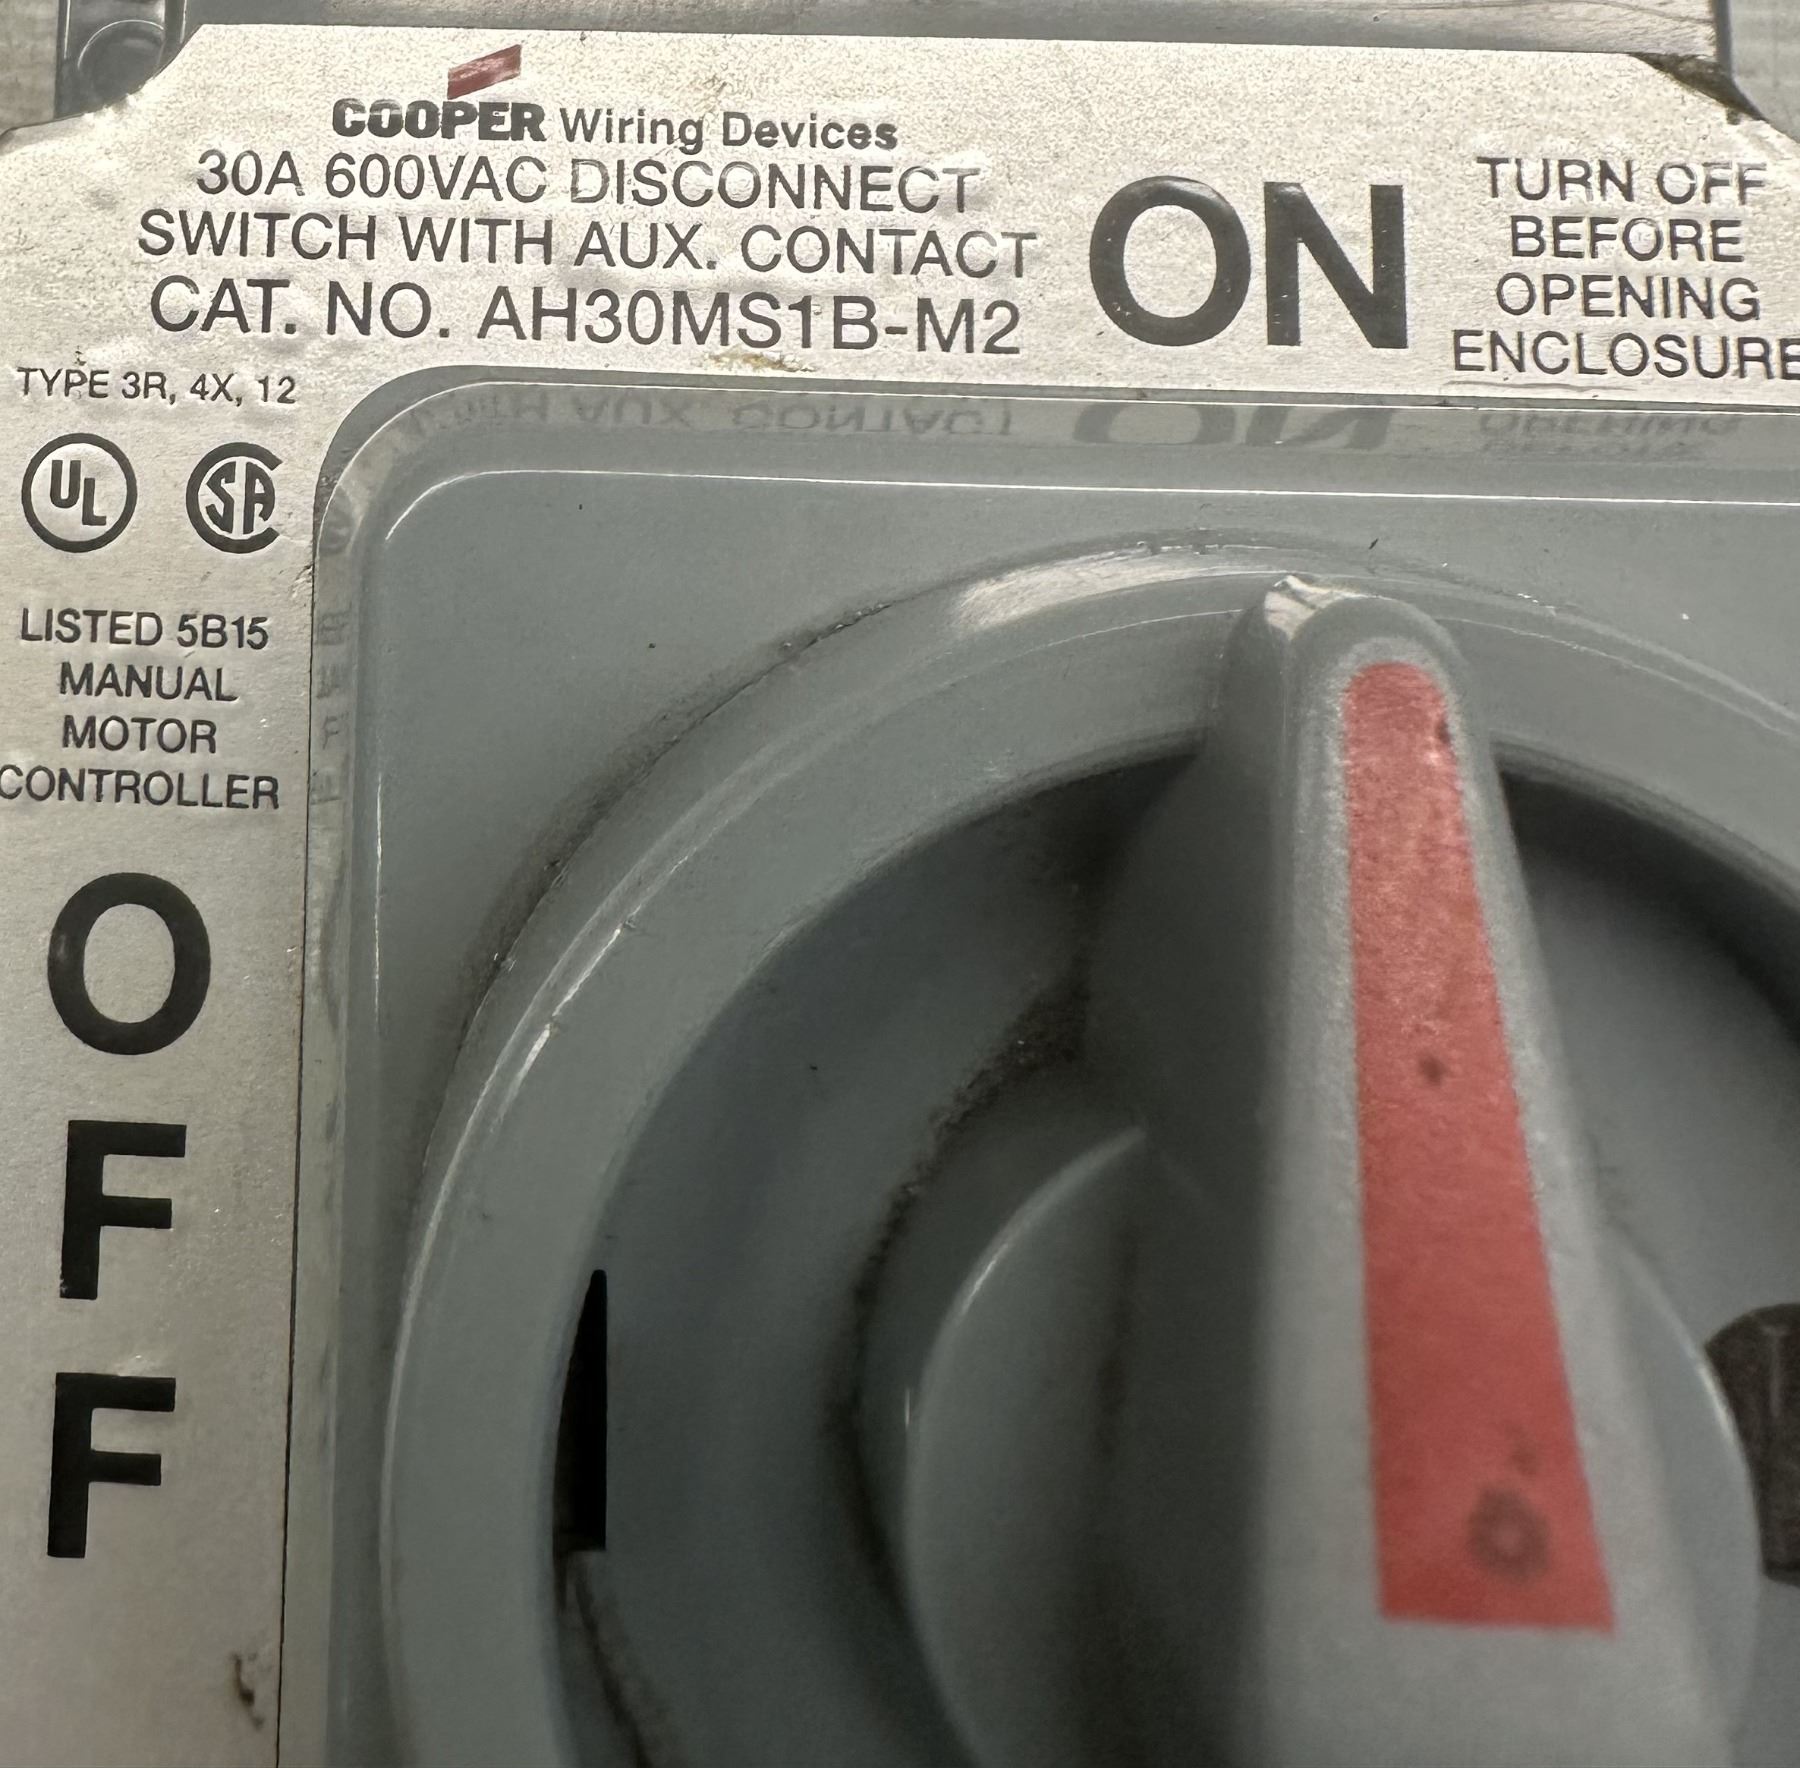 COOPER Wiring Devices
30A 600VAC DISCONNECT
SWITCH WITH AUX. CONTACT
CAT. NO. AH30MS1B-M2
ON
TURN OFF
BEFORE
OPENING
ENCLOSURE
TYPE 3R, 4X, 12
UL
SA
LISTED 5B15
MANUAL
MOTOR
CONTROLLER
OFF